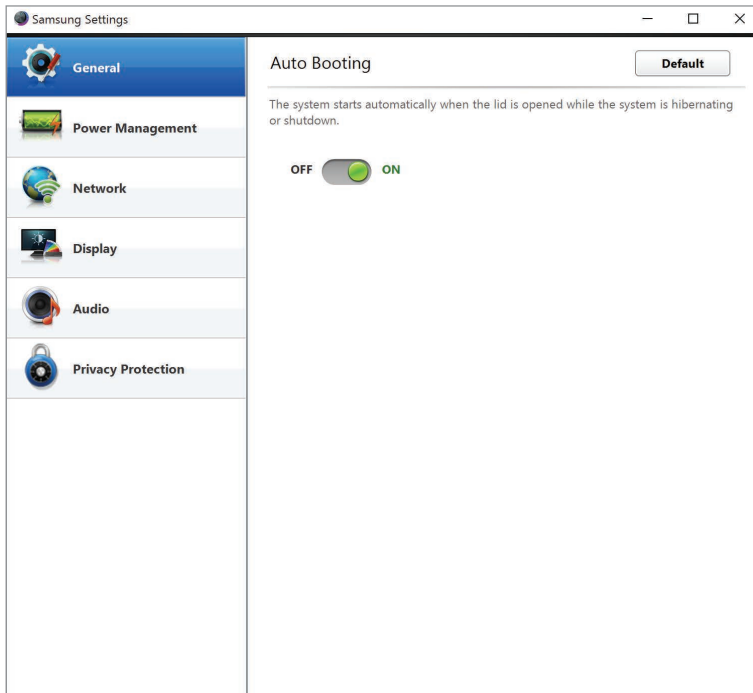 Samsung Settings
General
Power Management
Network
Display
Audio
Privacy Protection
Auto Booting
Default
The system starts automatically when the lid is opened while the system is hibernating
or shutdown.
OFF ON